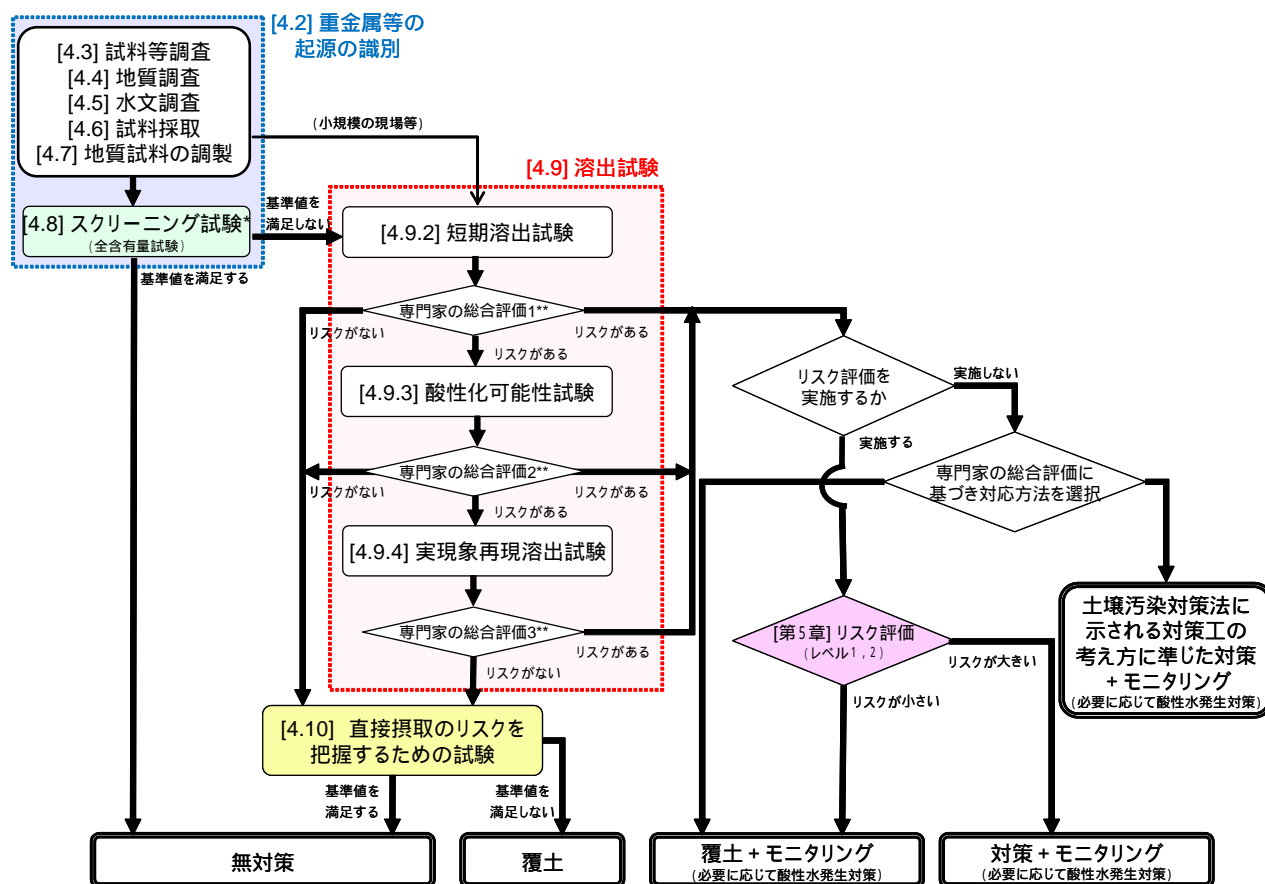 [4.2] 重金属等の
起源の識別
[4.3] 試料等調査
[4.4] 地質調査
[4.5] 水文調査
[4.6] 試料採取
[4.7] 地質試料の調製
(小規模の現場等)
[4.9] 溶出試験
[4.8] スクリーニング試験*
(全含有量試験)
基準値を
満足しない
[4.9.2] 短期溶出試験
基準値を満足する
専門家の総合評価1**
リスクがない
リスクがある
リスクがある
リスク評価を
実施するか
実施しない
[4.9.3] 酸性化可能性試験
実施する
専門家の総合評価2**
リスクがない
リスクがある
リスクがある
専門家の総合評価に
基づき対応方法を選択
[4.9.4] 実現象再現溶出試験
専門家の総合評価3**
リスクがある
リスクがない
[第5章] リスク評価
(レベル1，2)
リスクが大きい
リスクが小さい
土壌汚染対策法に
示される対策工の
考え方に準じた対策
+ モニタリング
(必要に応じて酸性水発生対策)
[4.10] 直接摂取のリスクを
把握するための試験
基準値を
満足する
基準値を
満足しない
無対策
覆土
覆土 + モニタリング
(必要に応じて酸性水発生対策)
対策 + モニタリング
(必要に応じて酸性水発生対策)